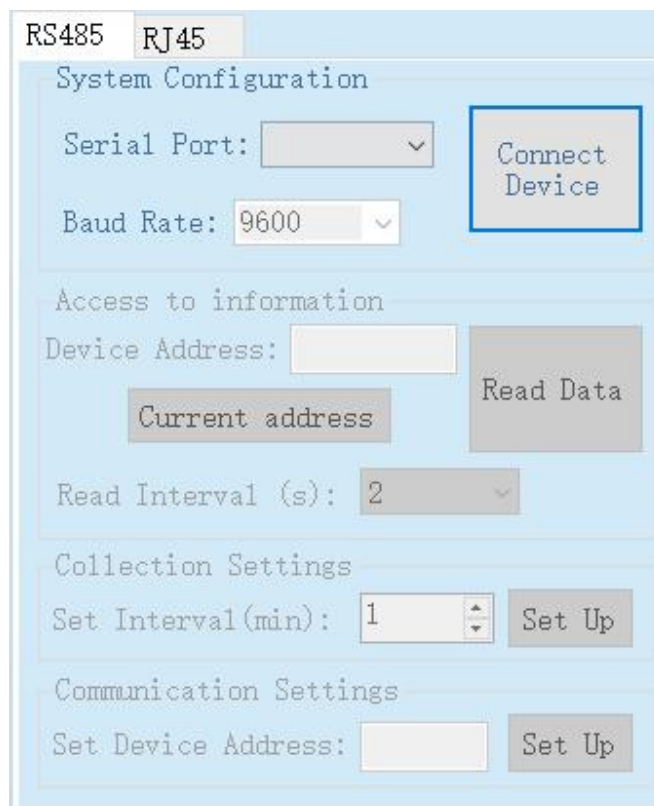 RS485 RJ45
System Configuration
Serial Port:
Connect
Device
Baud Rate: 9600
Access to information
Device Address:
Read Data
Current address
Read Interval (s): 2
Collection Settings
Set Interval(min): 1 Set Up
Communication Settings
Set Device Address: Set Up